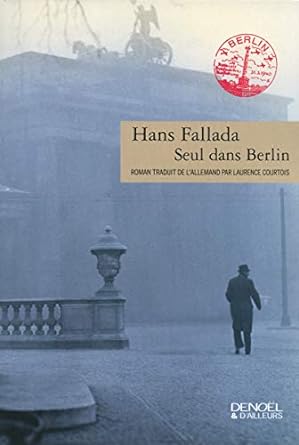 BERLIN
Hans Fallada
Seul dans Berlin
ROMAN TRADUIT DE L'ALLEMAND PAR LAURENCE COURTOIS
DENOËL
& D'AILLEURS